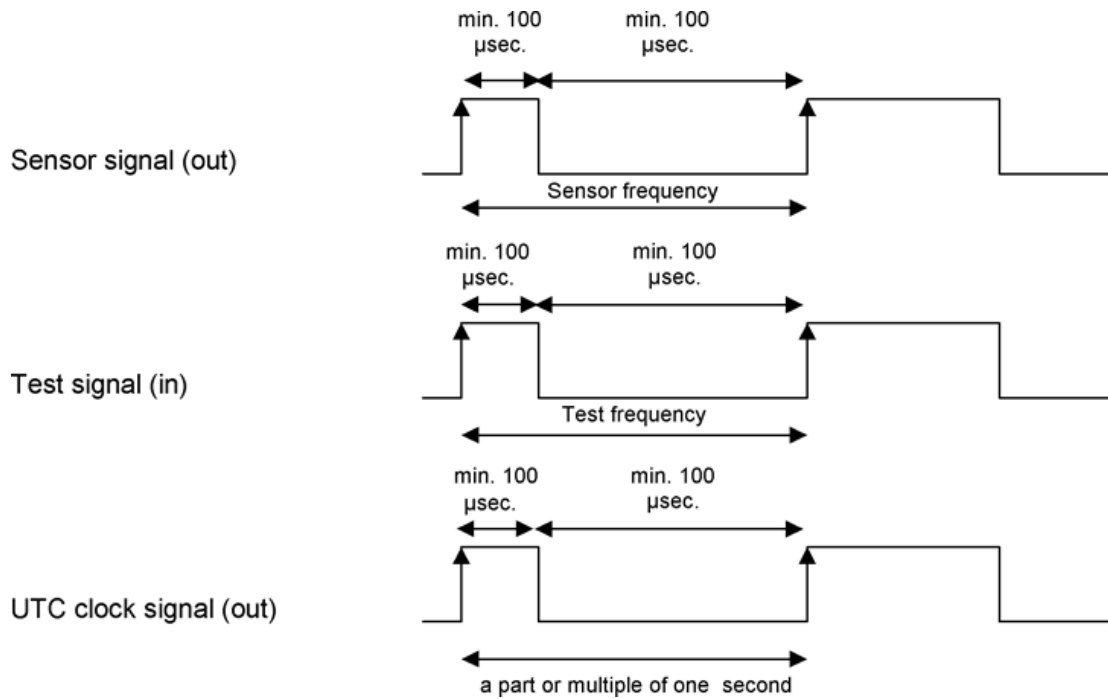 min. 100
µsec.
min. 100
µsec.
Sensor signal (out)
Sensor frequency
min. 100
µsec.
min. 100
µsec.
Test signal (in)
Test frequency
min. 100
µsec.
min. 100
µsec.
UTC clock signal (out)
a part or multiple of one second